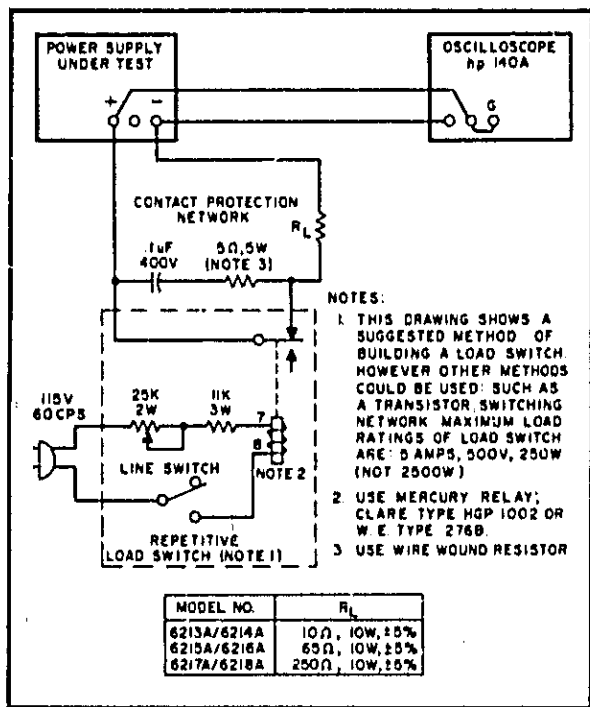 POWER SUPPLY
UNDER TEST
+ -
OSCILLOSCOPE
hp 140A
G
CONTACT PROTECTION
NETWORK
.1uF
400V
5Ω,5W
(NOTE 3)
RL
115V
60CPS
25K
2W
11K
3W
7
8
NOTE 2
LINE SWITCH
REPETITIVE
LOAD SWITCH (NOTE 1)
NOTES:
1. THIS DRAWING SHOWS A
SUGGESTED METHOD OF
BUILDING A LOAD SWITCH.
HOWEVER OTHER METHODS
COULD BE USED: SUCH AS
A TRANSISTOR, SWITCHING
NETWORK MAXIMUM LOAD
RATINGS OF LOAD SWITCH
ARE: 5 AMPS, 500V, 250W
(NOT 2500W)
2. USE MERCURY RELAY;
CLARE TYPE HGP 1002 OR
W.E. TYPE 276B.
3. USE WIRE WOUND RESISTOR
MODEL NO. RL
6213A/6214A 10Ω, 10W, ±5%
6215A/6216A 65Ω, 10W, ±5%
6217A/6218A 250Ω, 10W, ±5%